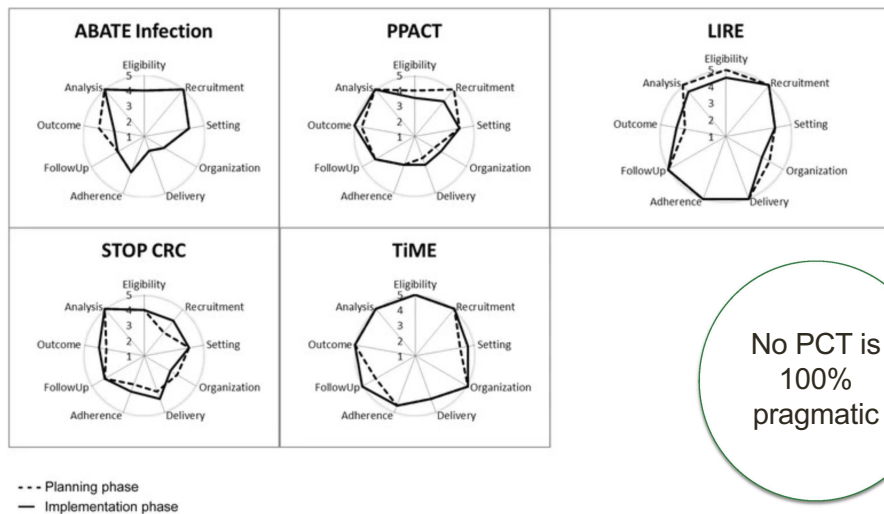 ABATE Infection
Eligibility
5
4
3
2
1
Recruitment
Setting
Organization
Delivery
Adherence
FollowUp
Outcome
Analysis
PPACT
Eligibility
5
4
3
2
1
Recruitment
Setting
Organization
Delivery
Adherence
FollowUp
Outcome
Analysis
LIRE
Eligibility
5
4
3
2
1
Recruitment
Setting
Organization
Delivery
Adherence
FollowUp
Outcome
Analysis
STOP CRC
Eligibility
5
4
3
2
1
Recruitment
Setting
Organization
Delivery
Adherence
FollowUp
Outcome
Analysis
TiME
Eligibility
5
4
3
2
1
Recruitment
Setting
Organization
Delivery
Adherence
FollowUp
Outcome
Analysis
No PCT is
100%
pragmatic
Planning phase
Implementation phase